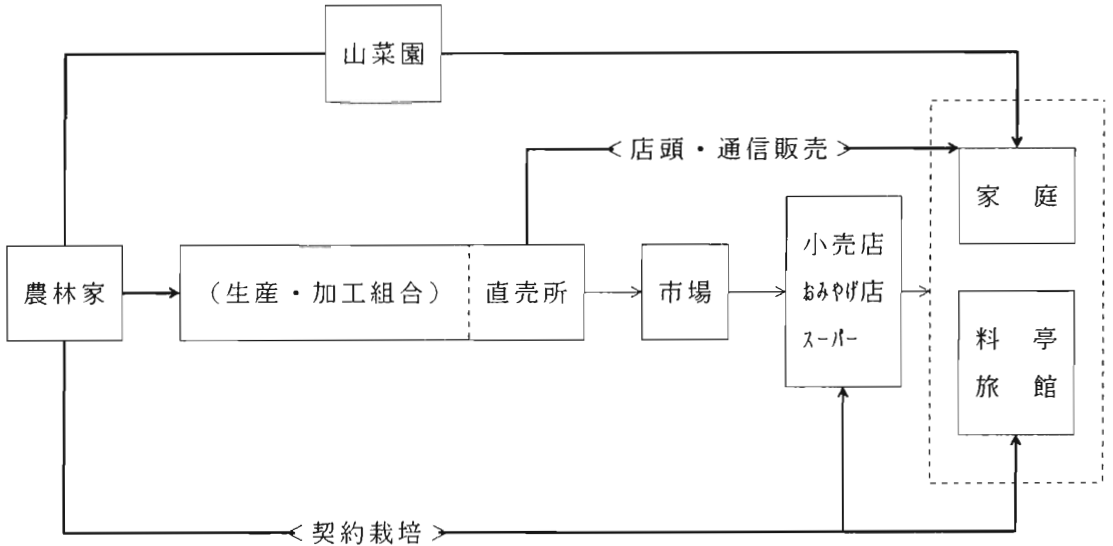 山菜園
〈店頭・通信販売〉
家　庭
農林家
（生産・加工組合）
直売所
市場
小売店
おみやげ店
スーパー
料　亭
旅　館
〈契約栽培〉